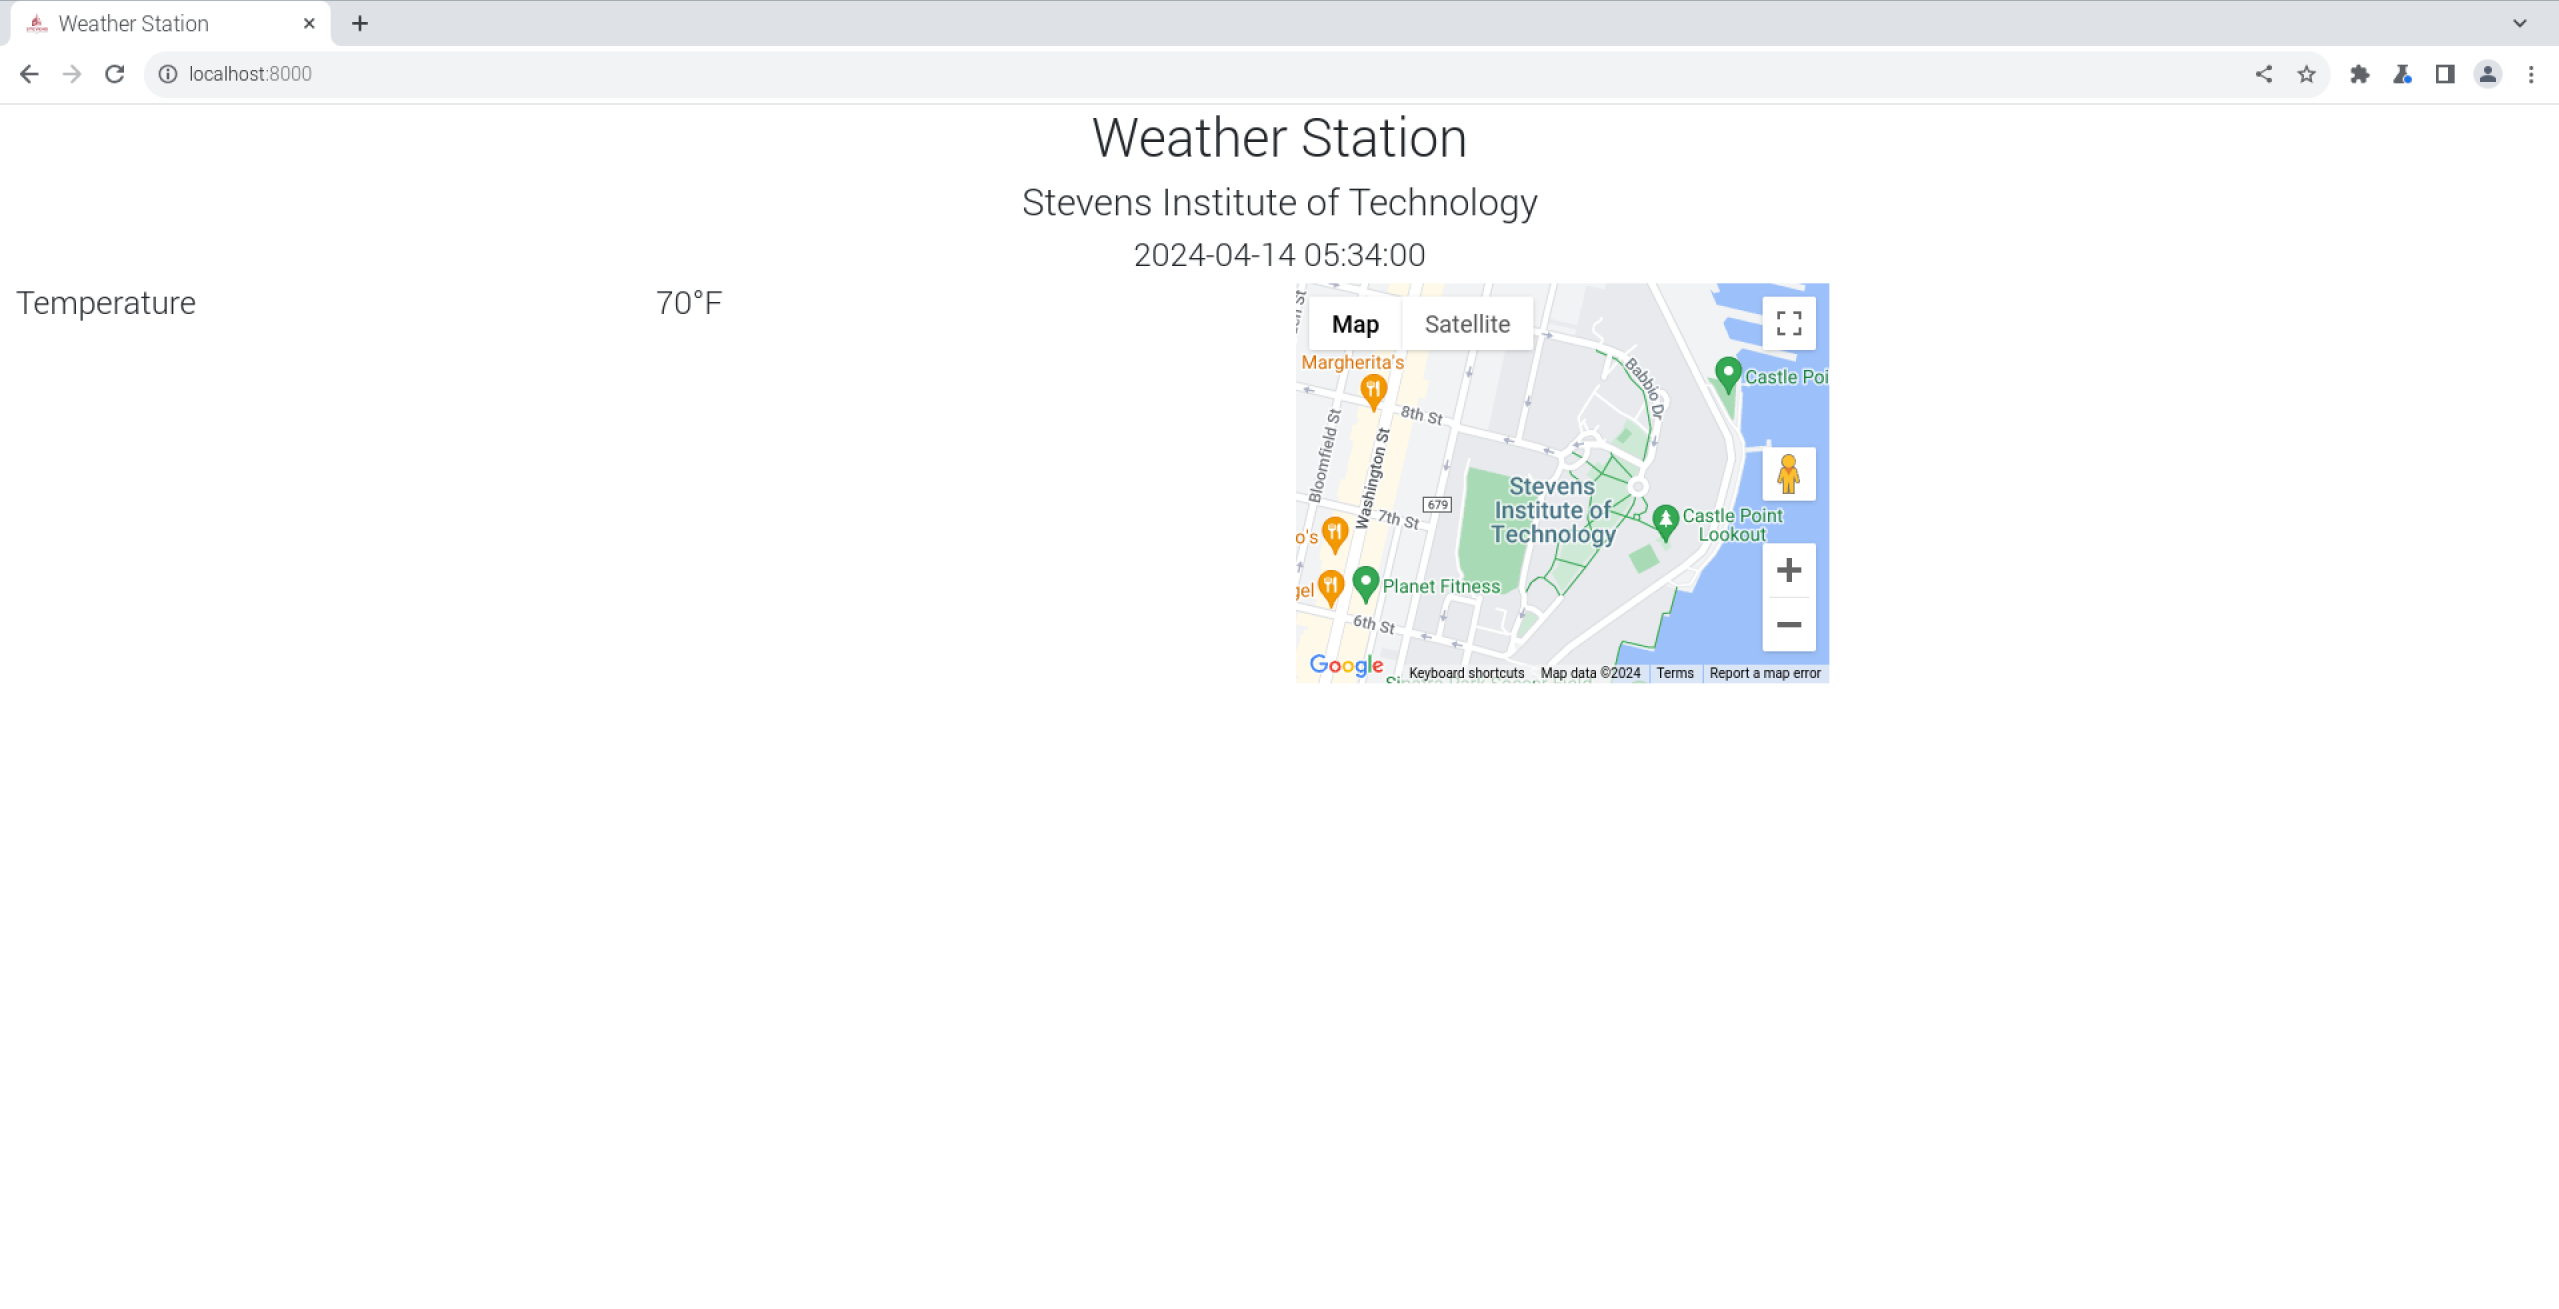 Weather Station
localhost:8000
Weather Station
Stevens Institute of Technology
2024-04-14 05:34:00
Temperature
70°F
Map
Satellite
Margherita's
Babbio Dr
Castle Poi
8th St
Bloomfield St
Washington St
Stevens
Institute of
Technology
679
7th St
Castle Point
Lookout
o's
gel
Planet Fitness
6th St
Google
Keyboard shortcuts
Map data ©2024
Terms
Report a map error